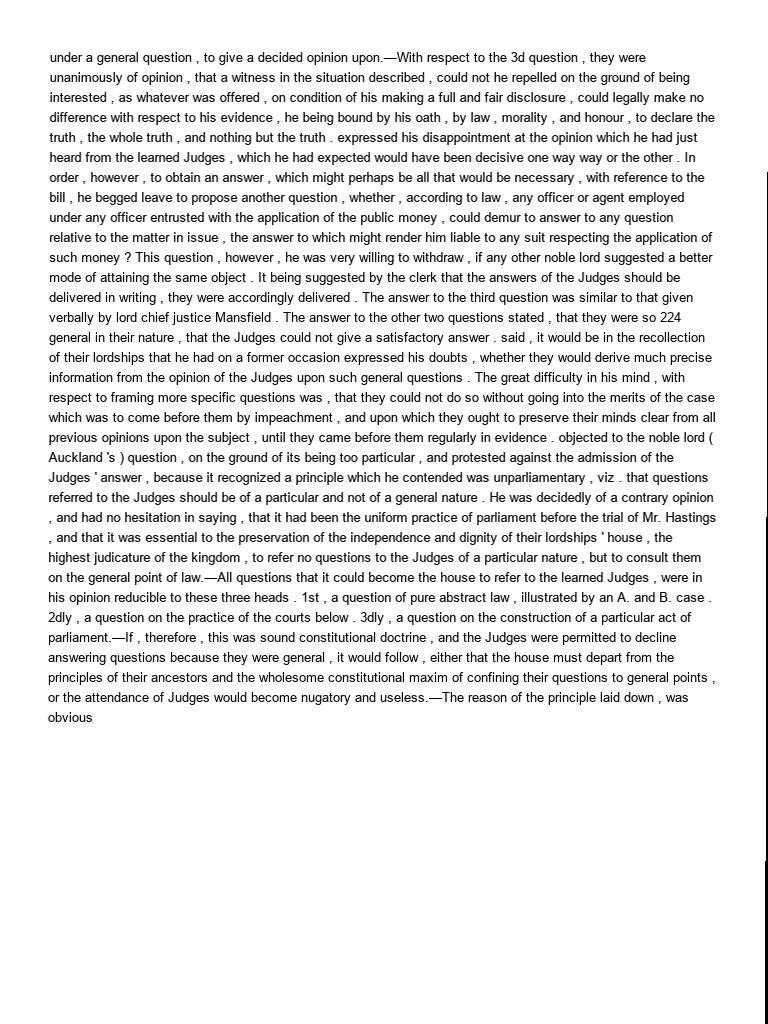 under a general question , to give a decided opinion upon.—With respect to the 3d question , they were
unanimously of opinion , that a witness in the situation described , could not he repelled on the ground of being
interested , as whatever was offered , on condition of his making a full and fair disclosure , could legally make no
difference with respect to his evidence , he being bound by his oath , by law , morality , and honour , to declare the
truth , the whole truth , and nothing but the truth . expressed his disappointment at the opinion which he had just
heard from the learned Judges , which he had expected would have been decisive one way way or the other . In
order , however , to obtain an answer , which might perhaps be all that would be necessary , with reference to the
bill , he begged leave to propose another question , whether , according to law , any officer or agent employed
under any officer entrusted with the application of the public money , could demur to answer to any question
relative to the matter in issue , the answer to which might render him liable to any suit respecting the application of
such money ? This question , however , he was very willing to withdraw , if any other noble lord suggested a better
mode of attaining the same object . It being suggested by the clerk that the answers of the Judges should be
delivered in writing , they were accordingly delivered . The answer to the third question was similar to that given
verbally by lord chief justice Mansfield . The answer to the other two questions stated , that they were so 224
general in their nature , that the Judges could not give a satisfactory answer . said , it would be in the recollection
of their lordships that he had on a former occasion expressed his doubts , whether they would derive much precise
information from the opinion of the Judges upon such general questions . The great difficulty in his mind , with
respect to framing more specific questions was , that they could not do so without going into the merits of the case
which was to come before them by impeachment , and upon which they ought to preserve their minds clear from all
previous opinions upon the subject , until they came before them regularly in evidence . objected to the noble lord (
Auckland 's ) question , on the ground of its being too particular , and protested against the admission of the
Judges ' answer , because it recognized a principle which he contended was unparliamentary , viz . that questions
referred to the Judges should be of a particular and not of a general nature . He was decidedly of a contrary opinion
, and had no hesitation in saying , that it had been the uniform practice of parliament before the trial of Mr. Hastings
, and that it was essential to the preservation of the independence and dignity of their lordships ' house , the
highest judicature of the kingdom , to refer no questions to the Judges of a particular nature , but to consult them
on the general point of law.—All questions that it could become the house to refer to the learned Judges , were in
his opinion reducible to these three heads . 1st , a question of pure abstract law , illustrated by an A. and B. case .
2dly , a question on the practice of the courts below . 3dly , a question on the construction of a particular act of
parliament.—If , therefore , this was sound constitutional doctrine , and the Judges were permitted to decline
answering questions because they were general , it would follow , either that the house must depart from the
principles of their ancestors and the wholesome constitutional maxim of confining their questions to general points ,
or the attendance of Judges would become nugatory and useless.—The reason of the principle laid down , was
obvious